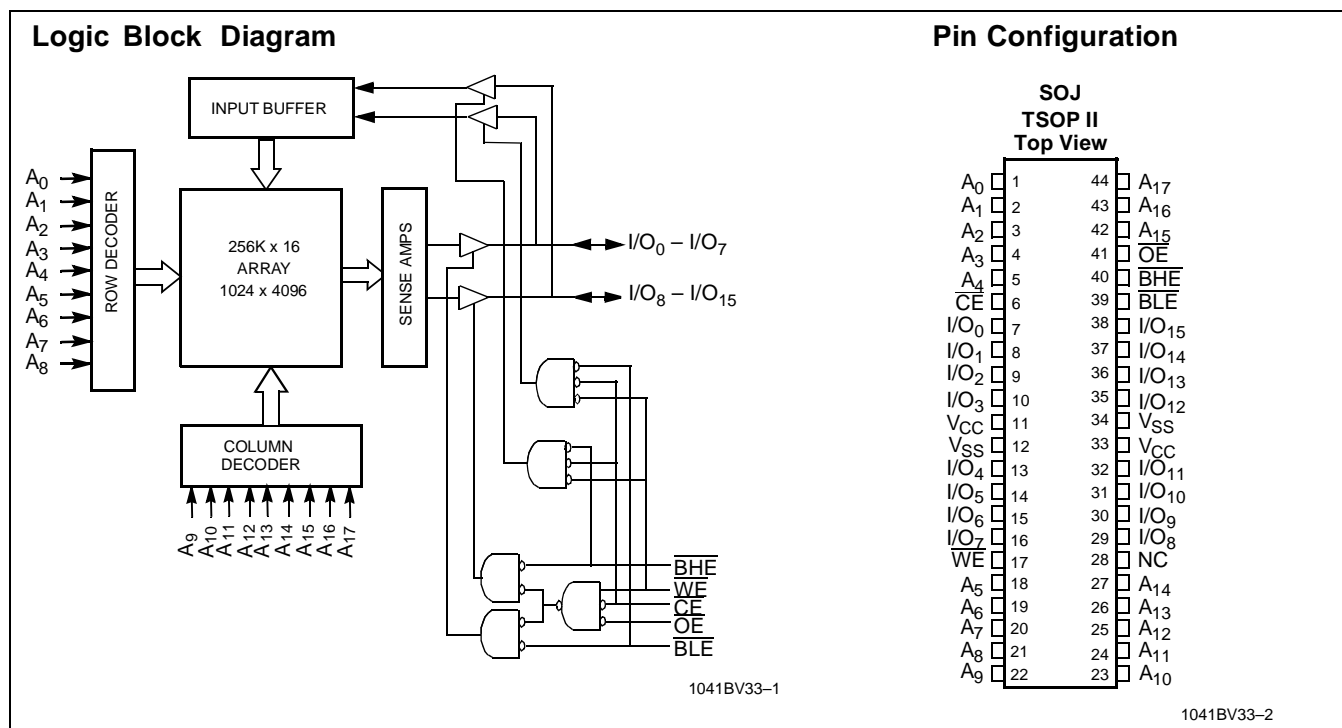 Logic Block Diagram
INPUT BUFFER
A0
A1
A2
A3
A4
A5
A6
A7
A8
ROW DECODER
256K x 16
ARRAY
1024 x 4096
SENSE AMPS
I/O0 – I/O7
I/O8 – I/O15
COLUMN
DECODER
A9 A10 A11 A12 A13 A14 A15 A16 A17
BHE
WE
CE
OE
BLE
1041BV33–1
Pin Configuration
SOJ
TSOP II
Top View
A0 1 44 A17
A1 2 43 A16
A2 3 42 A15
A3 4 41 OE
A4 5 40 BHE
CE 6 39 BLE
I/O0 7 38 I/O15
I/O1 8 37 I/O14
I/O2 9 36 I/O13
I/O3 10 35 I/O12
VCC 11 34 VSS
VSS 12 33 VCC
I/O4 13 32 I/O11
I/O5 14 31 I/O10
I/O6 15 30 I/O9
I/O7 16 29 I/O8
WE 17 28 NC
A5 18 27 A14
A6 19 26 A13
A7 20 25 A12
A8 21 24 A11
A9 22 23 A10
1041BV33–2